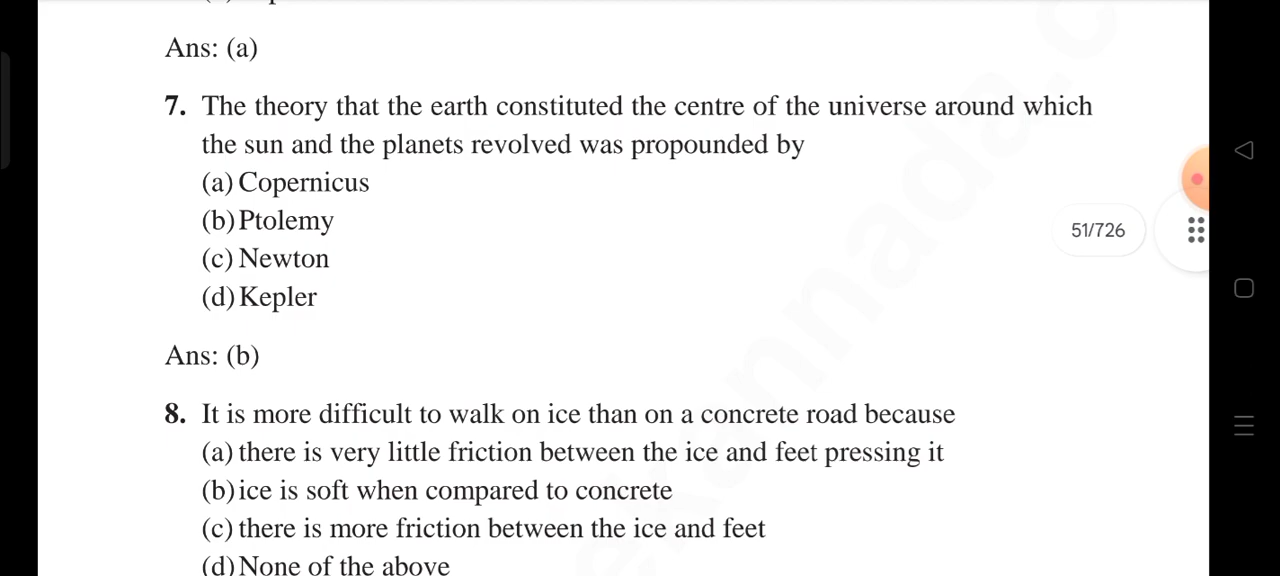 Ans: (a)
7. The theory that the earth constituted the centre of the universe around which
the sun and the planets revolved was propounded by
(a) Copernicus
(b) Ptolemy
(c) Newton
(d) Kepler
51/726
Ans: (b)
8. It is more difficult to walk on ice than on a concrete road because
(a) there is very little friction between the ice and feet pressing it
(b) ice is soft when compared to concrete
(c) there is more friction between the ice and feet
(d) None of the above